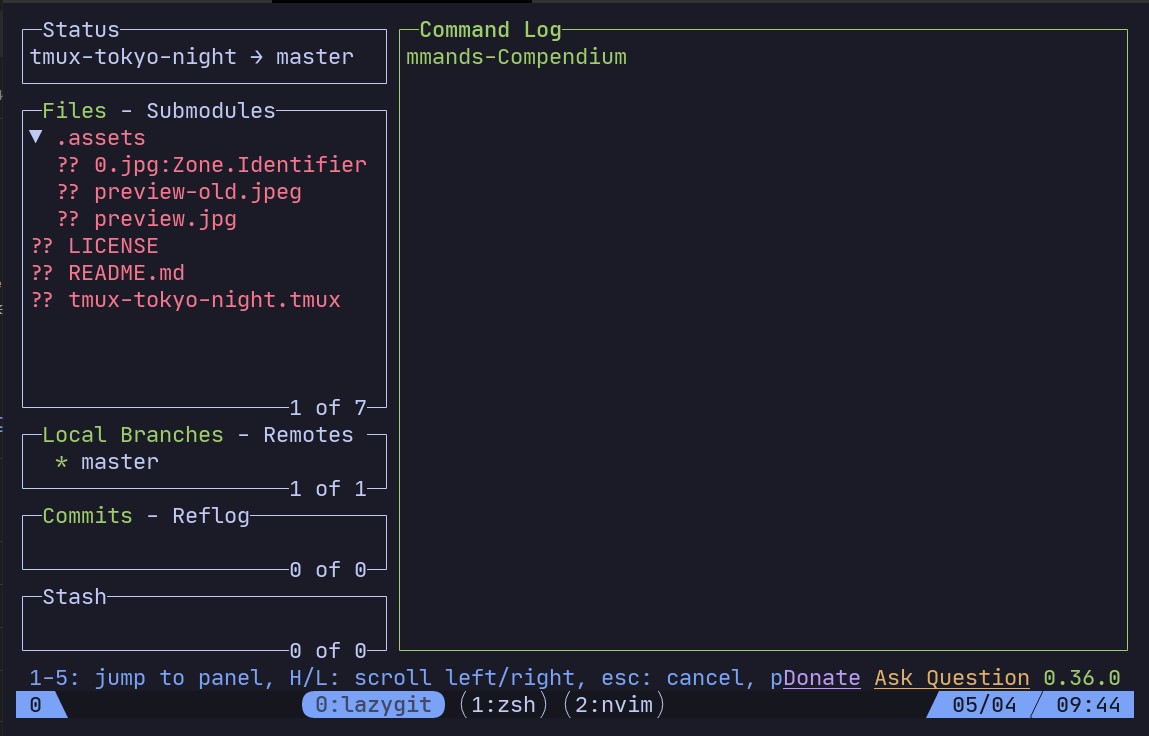 Status
tmux-tokyo-night → master
Files - Submodules
▼ .assets
?? 0.jpg:Zone.Identifier
?? preview-old.jpeg
?? preview.jpg
?? LICENSE
?? README.md
?? tmux-tokyo-night.tmux
1 of 7
Local Branches - Remotes
* master
1 of 1
Commits - Reflog
0 of 0
Stash
0 of 0
Command Log
mmands-Compendium
1-5: jump to panel, H/L: scroll left/right, esc: cancel, pDonate Ask Question 0.36.0
0 0:lazygit (1:zsh) (2:nvim) 05/04 / 09:44